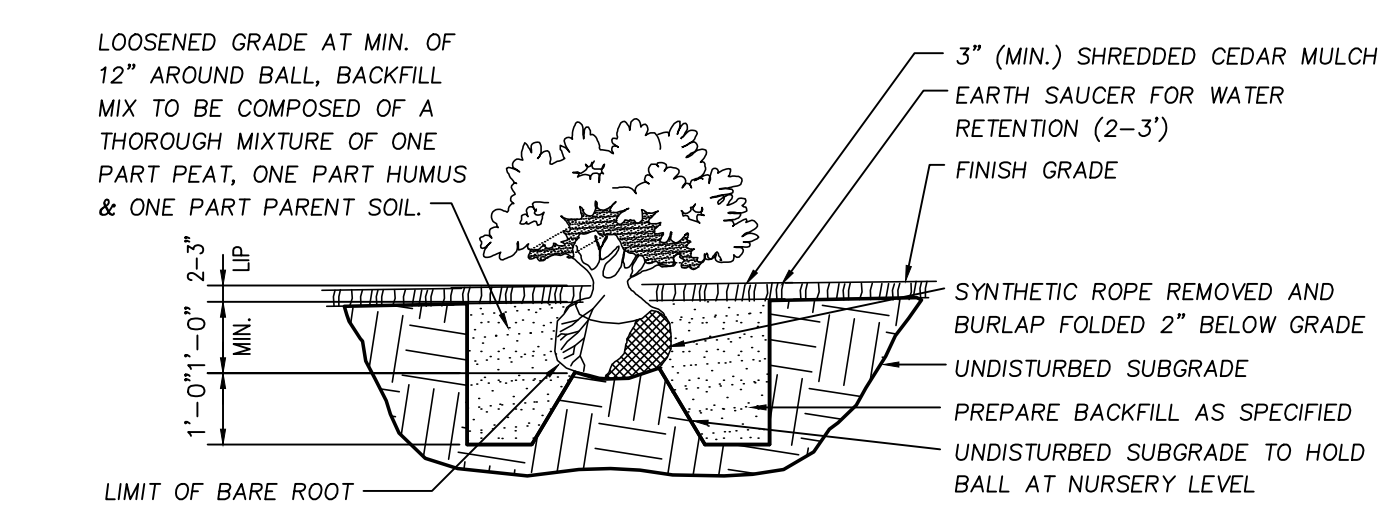 LOOSENED GRADE AT MIN. OF
12" AROUND BALL, BACKFILL
MIX TO BE COMPOSED OF A
THOROUGH MIXTURE OF ONE
PART PEAT, ONE PART HUMUS
& ONE PART PARENT SOIL.
2-3"
LIP
1'-0"
MIN.
1'-0"
LIMIT OF BARE ROOT
3" (MIN.) SHREDDED CEDAR MULCH
EARTH SAUCER FOR WATER
RETENTION (2-3')
FINISH GRADE
SYNTHETIC ROPE REMOVED AND
BURLAP FOLDED 2" BELOW GRADE
UNDISTURBED SUBGRADE
PREPARE BACKFILL AS SPECIFIED
UNDISTURBED SUBGRADE TO HOLD
BALL AT NURSERY LEVEL